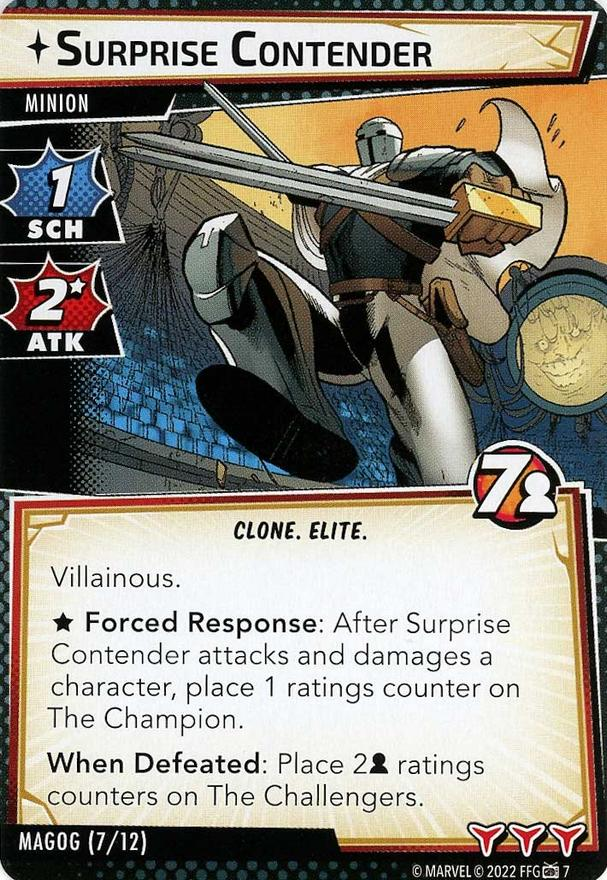 SURPRISE CONTENDER
MINION
1
SCH
2★
ATK
7
CLONE. ELITE.
Villainous.
★ Forced Response: After Surprise
Contender attacks and damages a
character, place 1 ratings counter on
The Champion.
When Defeated: Place 2 ratings
counters on The Challengers.
MAGOG (7/12)
© MARVEL © 2022 FFG 7